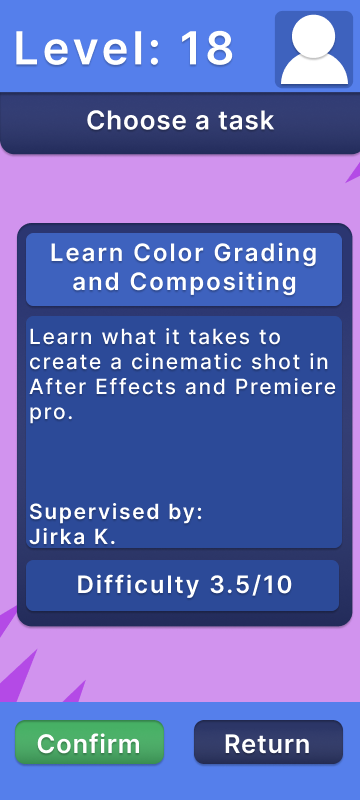 Level: 18
Choose a task
Learn Color Grading
and Compositing
Learn what it takes to
create a cinematic shot in
After Effects and Premiere
pro.
Supervised by:
Jirka K.
Difficulty 3.5/10
Confirm
Return